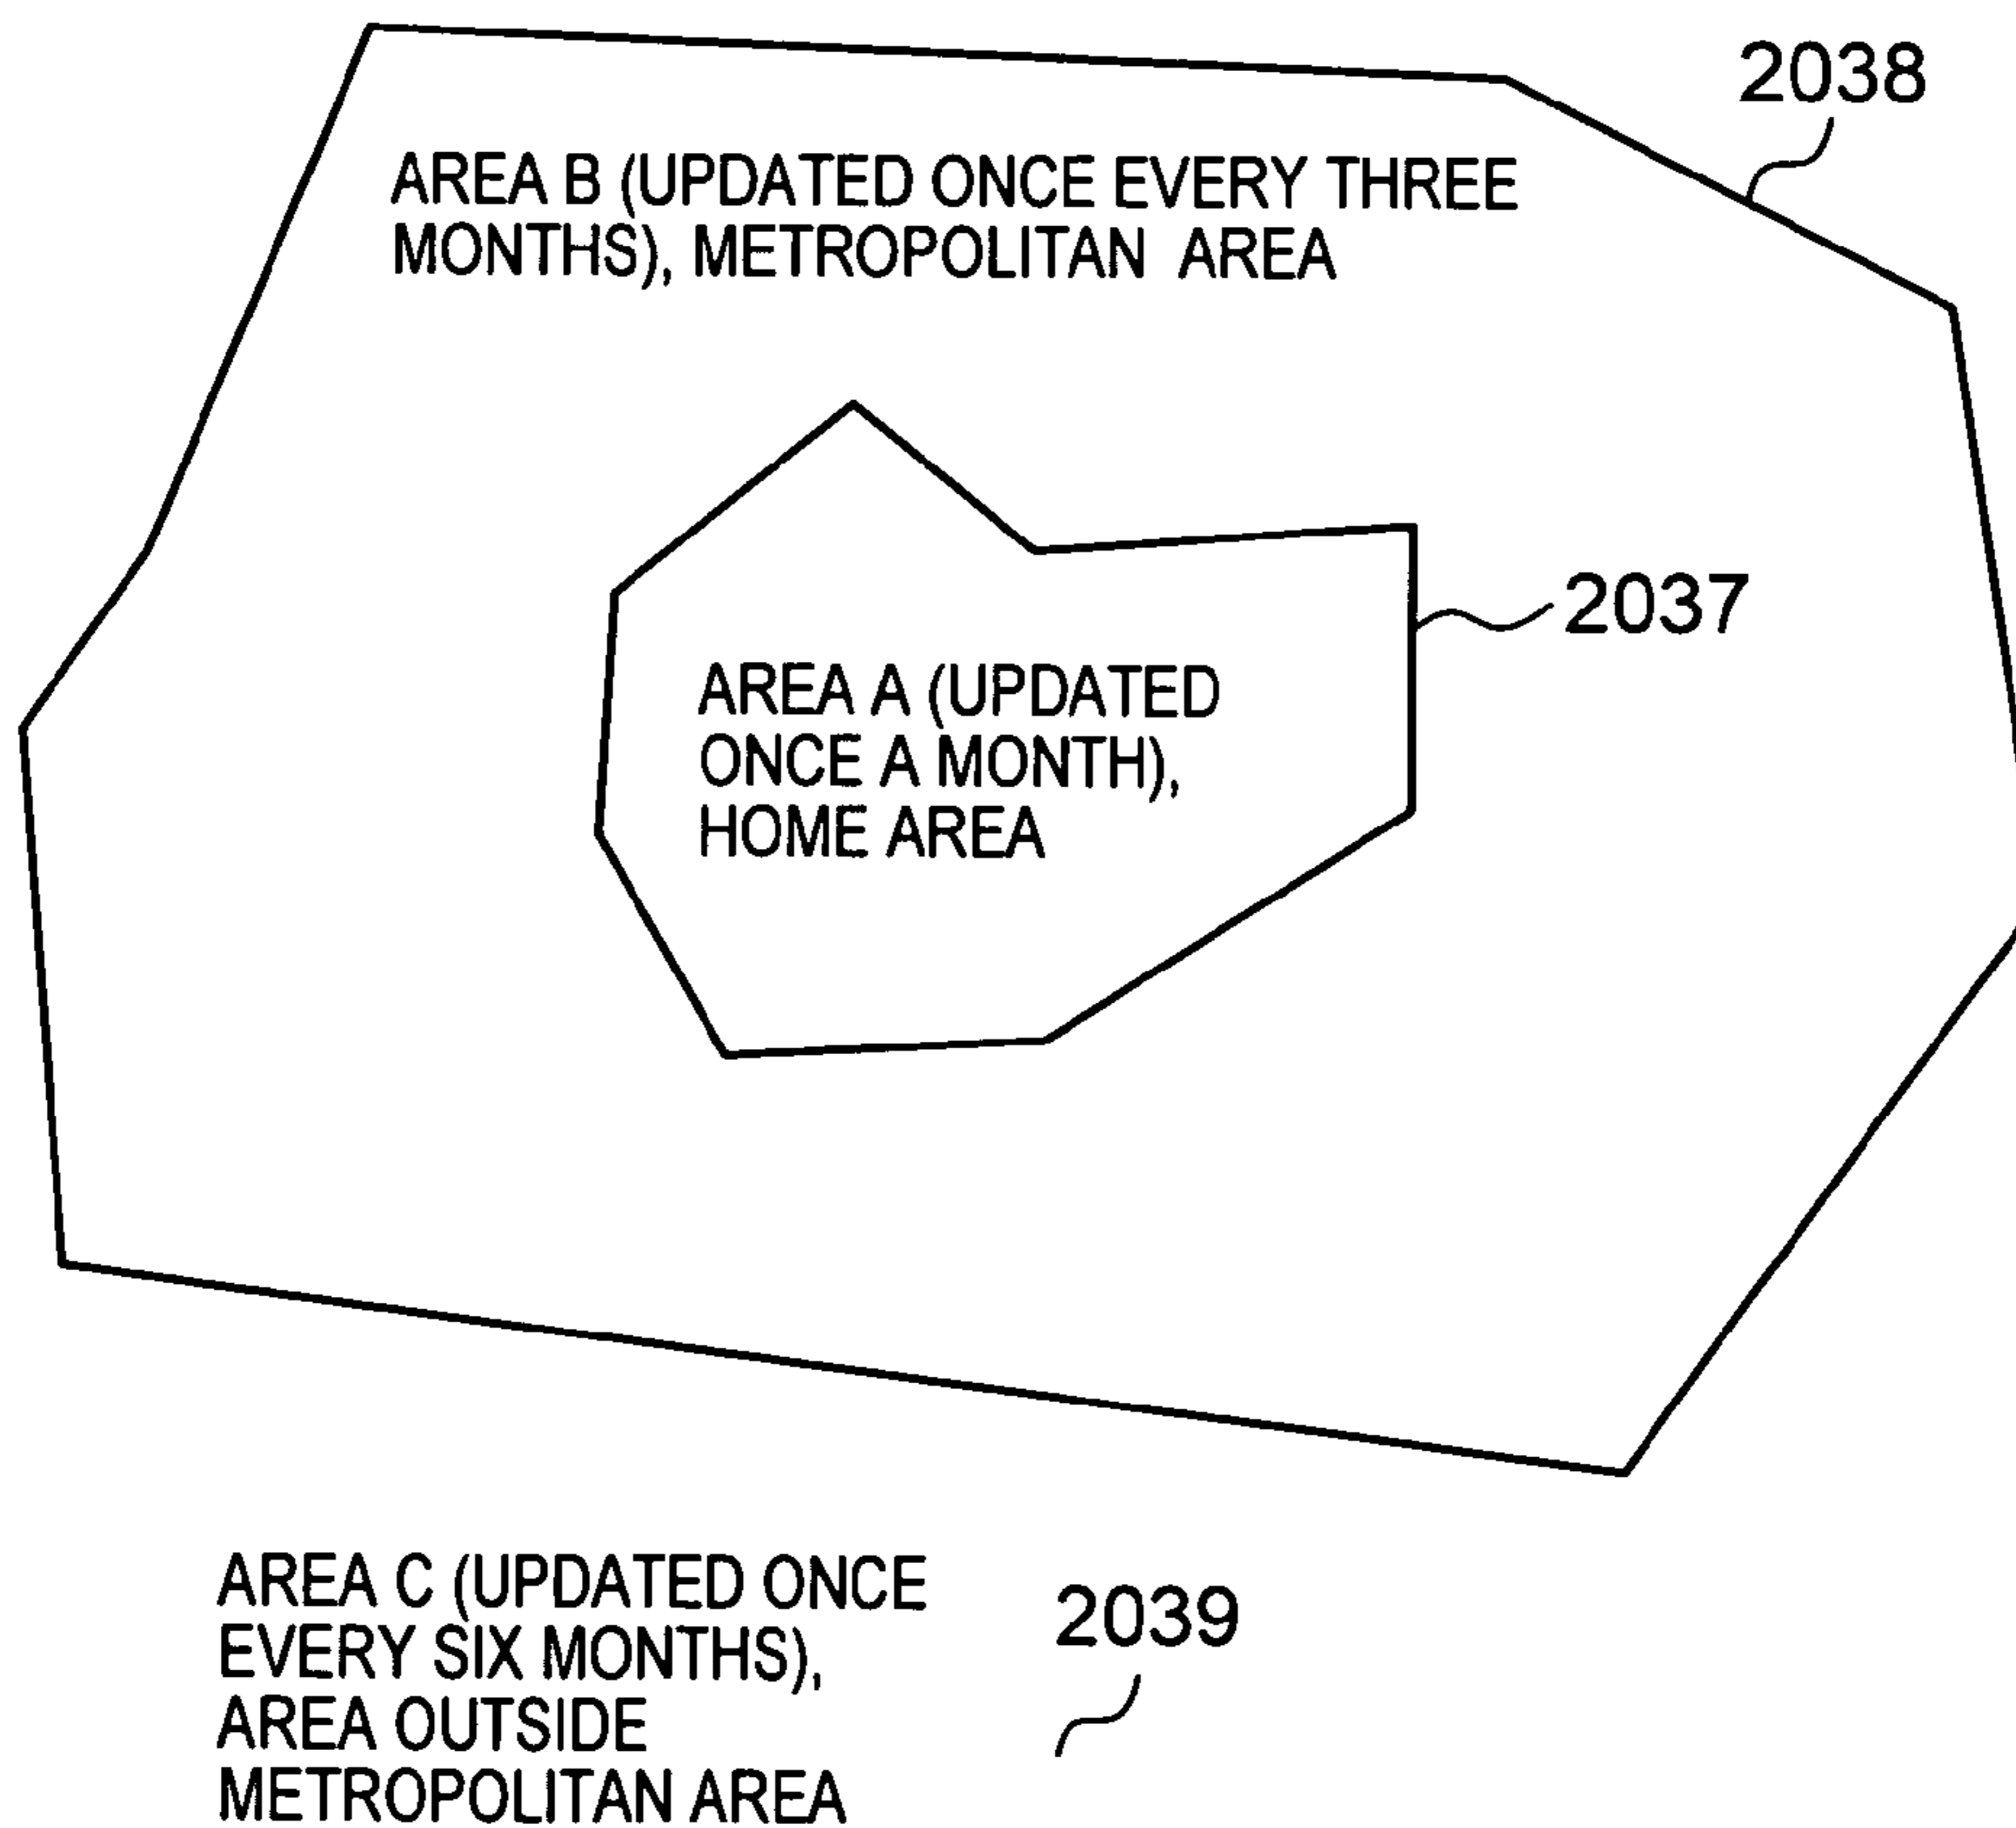 2038
AREA B (UPDATED ONCE EVERY THREE
MONTHS), METROPOLITAN AREA
2037
AREA A (UPDATED
ONCE A MONTH),
HOME AREA
AREA C (UPDATED ONCE
EVERY SIX MONTHS),
AREA OUTSIDE
METROPOLITAN AREA
2039